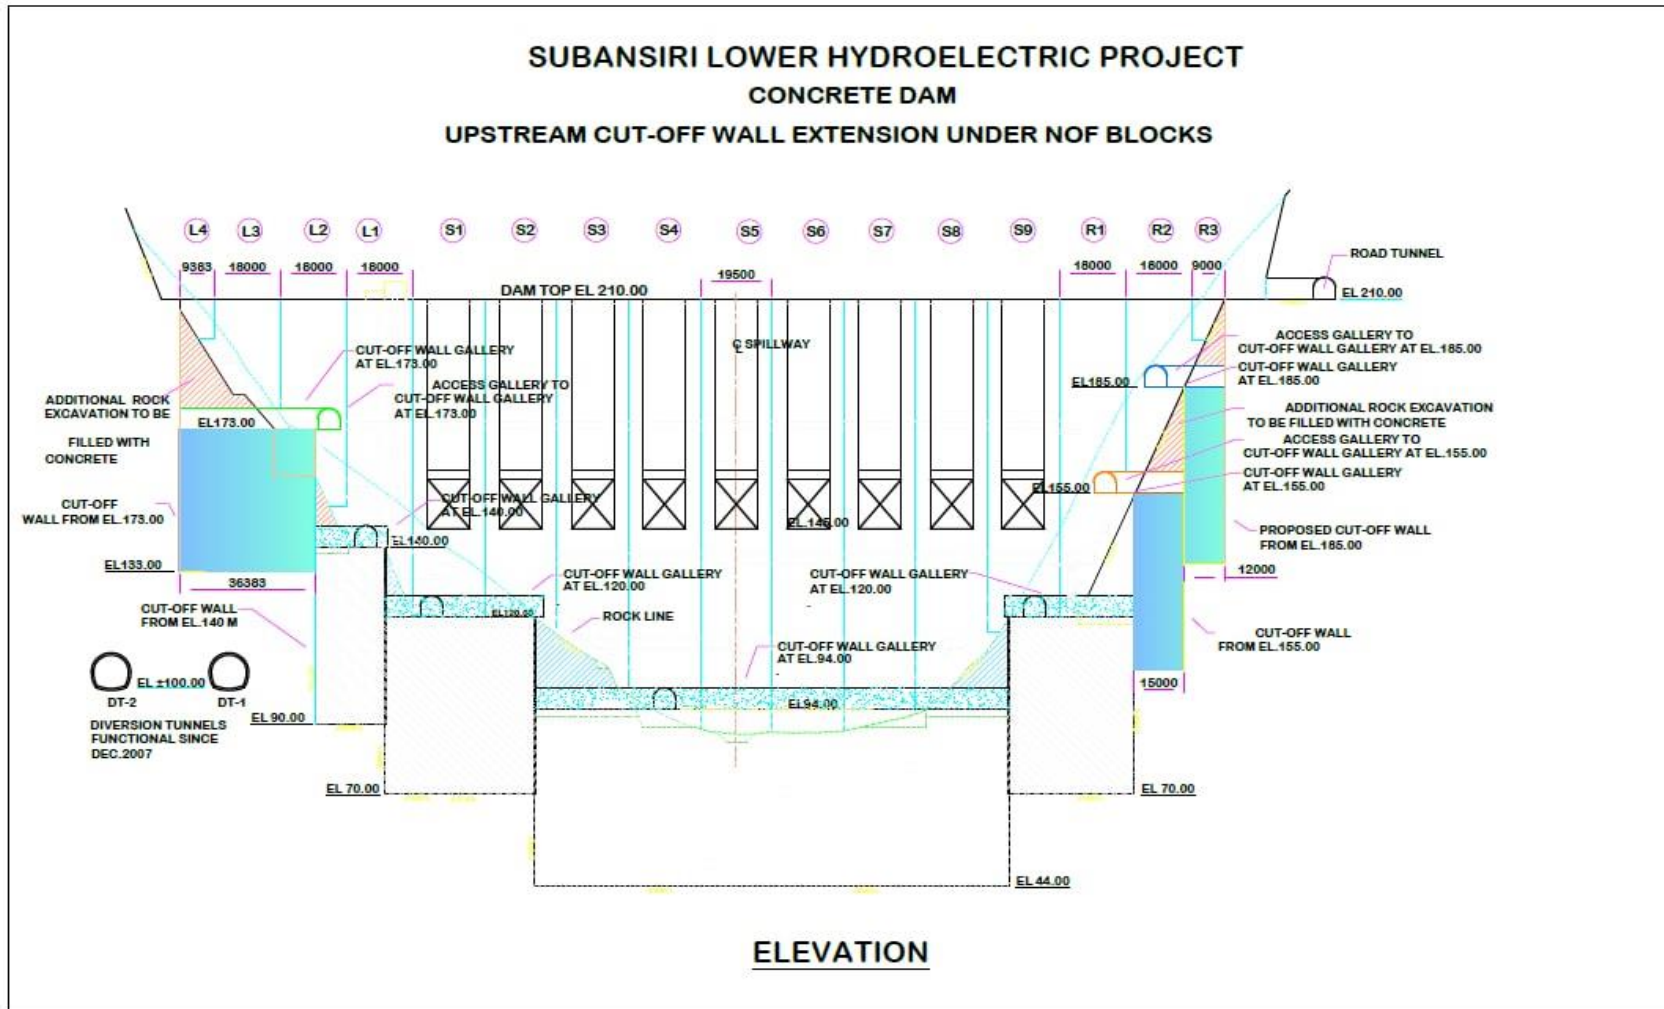 SUBANSIRI LOWER HYDROELECTRIC PROJECT
CONCRETE DAM
UPSTREAM CUT-OFF WALL EXTENSION UNDER NOF BLOCKS
L4 L3 L2 L1 S1 S2 S3 S4 S5 S6 S7 S8 S9 R1 R2 R3
9383 18000 18000 18000 19500 18000 18000 9000
ROAD TUNNEL
DAM TOP EL 210.00
EL 210.00
℄ SPILLWAY
CUT-OFF WALL GALLERY
AT EL.173.00
ACCESS GALLERY TO
CUT-OFF WALL GALLERY
AT EL.173.00
ACCESS GALLERY TO
CUT-OFF WALL GALLERY AT EL.185.00
CUT-OFF WALL GALLERY
AT EL.185.00
EL185.00
ADDITIONAL ROCK
EXCAVATION TO BE
FILLED WITH
CONCRETE
EL173.00
ADDITIONAL ROCK EXCAVATION
TO BE FILLED WITH CONCRETE
ACCESS GALLERY TO
CUT-OFF WALL GALLERY AT EL.155.00
CUT-OFF WALL GALLERY
AT EL.155.00
EL155.00
CUT-OFF
WALL FROM EL.173.00
CUT-OFF WALL GALLERY
AT EL.140.00
EL.145.00
EL140.00
PROPOSED CUT-OFF WALL
FROM EL.185.00
EL133.00
36383
12000
CUT-OFF WALL GALLERY
AT EL.120.00
CUT-OFF WALL GALLERY
AT EL.120.00
EL120.00
CUT-OFF WALL
FROM EL.140 M
ROCK LINE
CUT-OFF WALL GALLERY
AT EL.94.00
CUT-OFF WALL
FROM EL.155.00
15000
EL ±100.00
DT-2 DT-1
EL94.00
EL 90.00
DIVERSION TUNNELS
FUNCTIONAL SINCE
DEC.2007
EL 70.00
EL 70.00
EL 44.00
ELEVATION